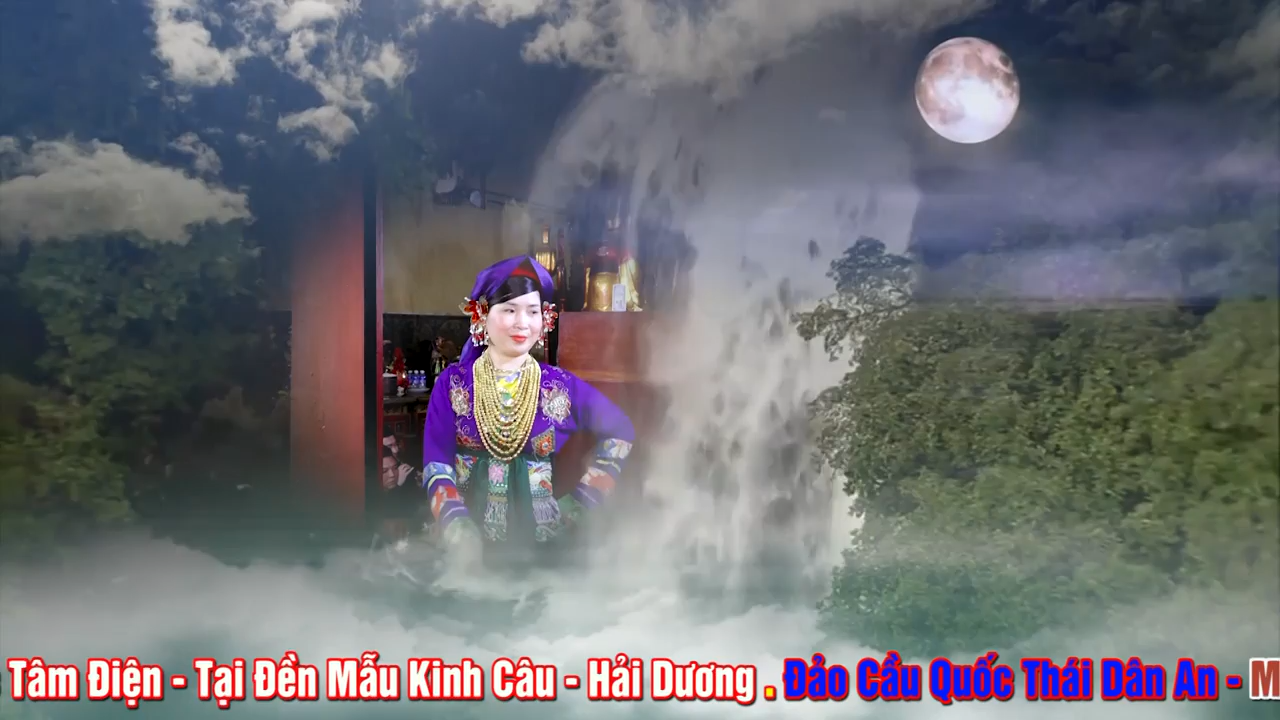 Tâm Điện - Tại Đền Mẫu Kinh Câu - Hải Dương . Đảo Cầu Quốc Thái Dân An -